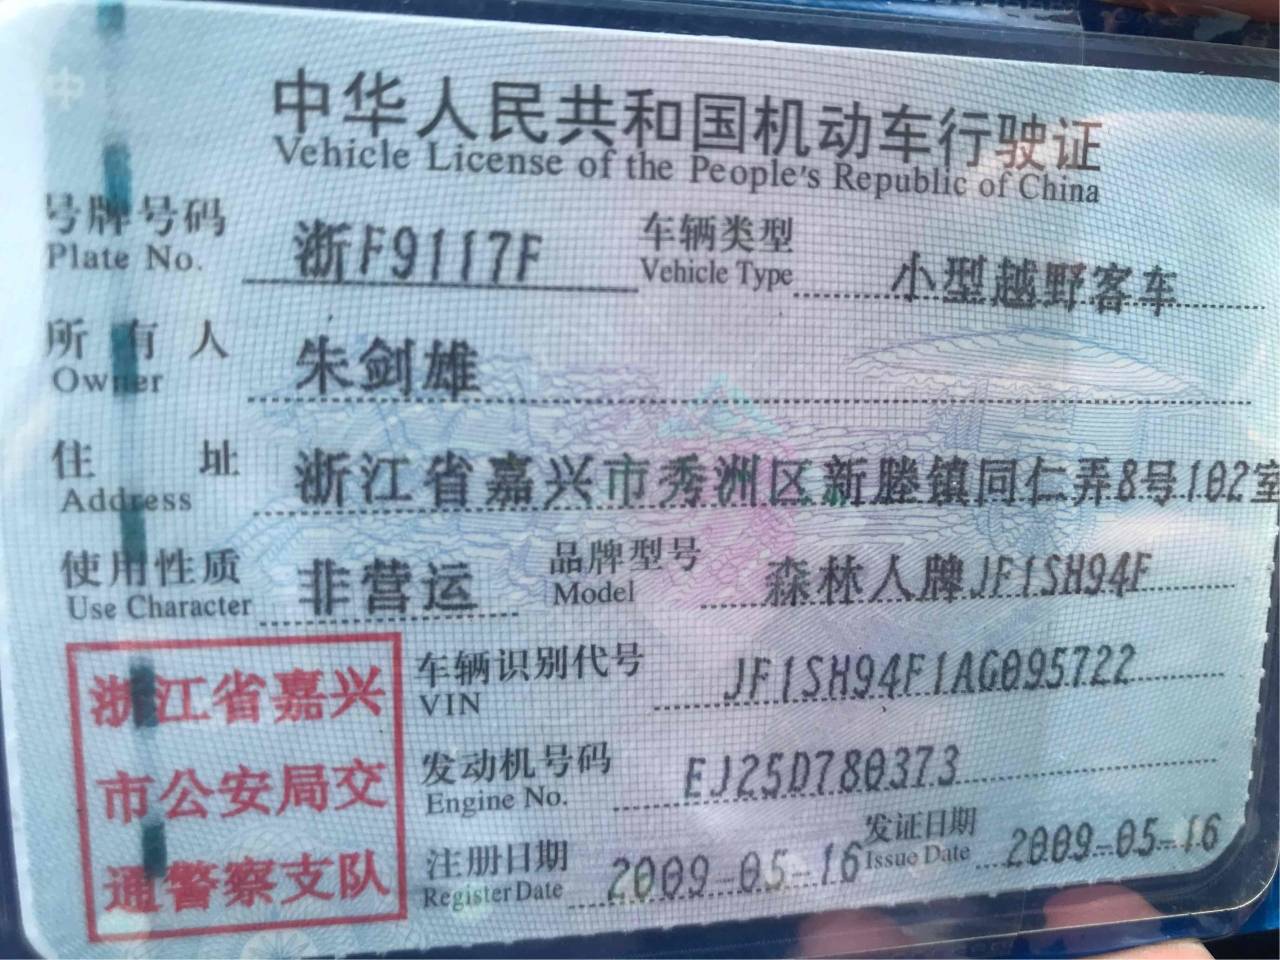 中华人民共和国机动车行驶证
Vehicle License of the People's Republic of China
号牌号码 浙F9117F 车辆类型 小型越野客车
Plate No. Vehicle Type
所有人 朱剑雄
Owner
住址 浙江省嘉兴市秀洲区新塍镇同仁弄8号102室
Address
使用性质 非营运 品牌型号 森林人牌JF1SH94F
Use Character Model
浙江省嘉兴
市公安局交
通警察支队
车辆识别代号 JF1SH94F1AG095722
VIN
发动机号码 EJ25D780373
Engine No.
注册日期 2009-05-16 发证日期 2009-05-16
Register Date Issue Date